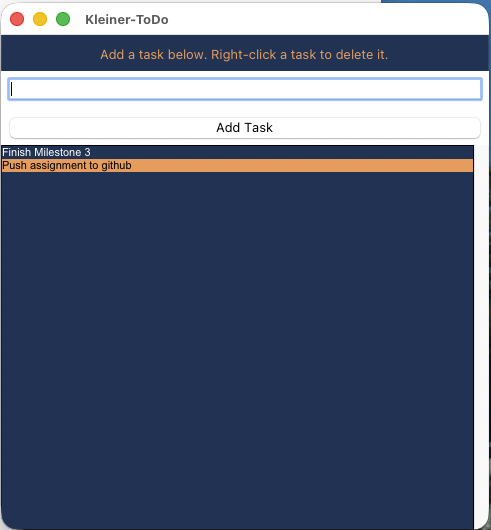 Kleiner-ToDo
Add a task below. Right-click a task to delete it.
Add Task
Finish Milestone 3
Push assignment to github